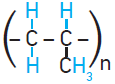 H H
(-C-C-)n
H CH₃